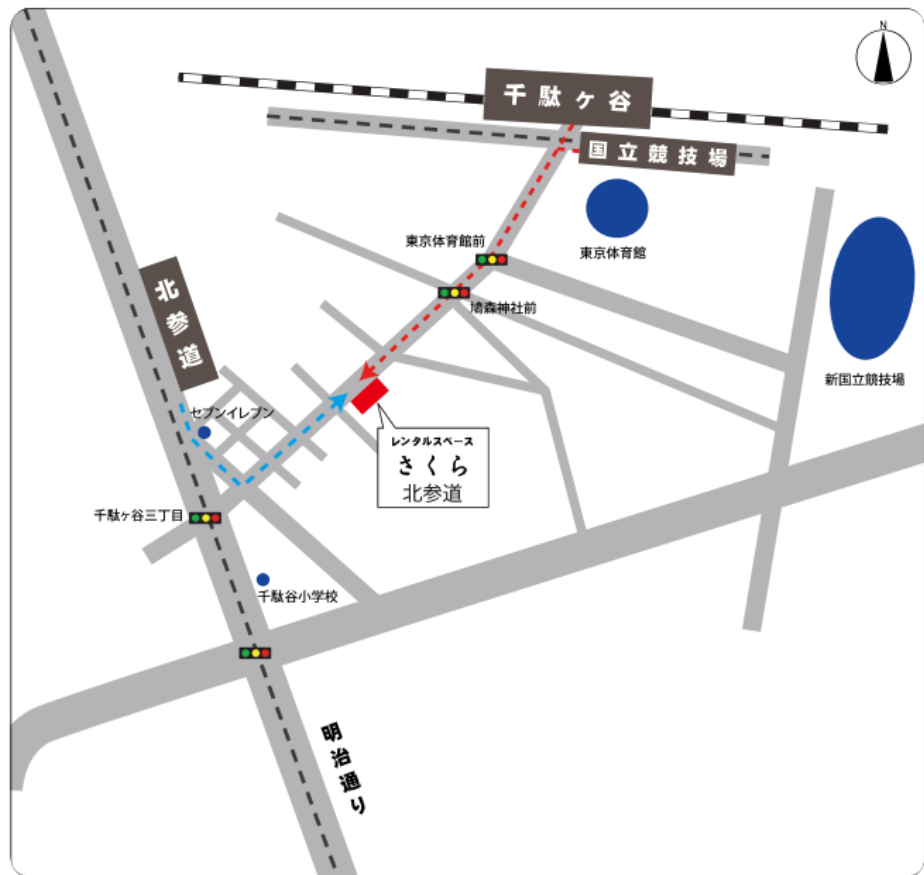 N
千駄ヶ谷
国立競技場
東京体育館前
東京体育館
鳩森神社前
北参道
新国立競技場
セブンイレブン
レンタルスペース
さくら
北参道
千駄ヶ谷三丁目
千駄谷小学校
明治通り